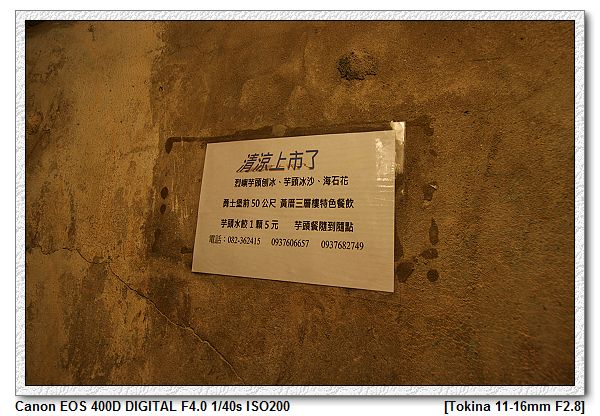 清涼上市了
烈嶼芋頭刨冰、芋頭冰沙、海石花
勇士堡前50公尺 黃厝三層樓特色餐飲
芋頭水餃1顆5元 芋頭餐隨到隨點
電話：082-362415 0937606657 0937682749
Canon EOS 400D DIGITAL F4.0 1/40s ISO200 [Tokina 11-16mm F2.8]